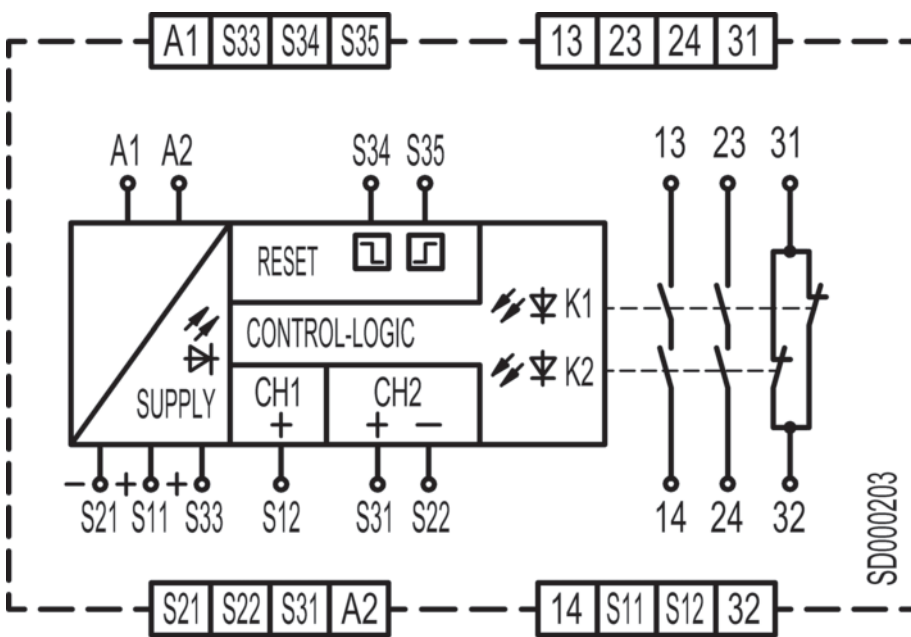 A1 S33 S34 S35 13 23 24 31
A1 A2 S34 S35 13 23 31
RESET
K1
CONTROL-LOGIC
K2
SUPPLY CH1 CH2
+ + −
− + +
S21 S11 S33 S12 S31 S22 14 24 32
SD000203
S21 S22 S31 A2 14 S11 S12 32